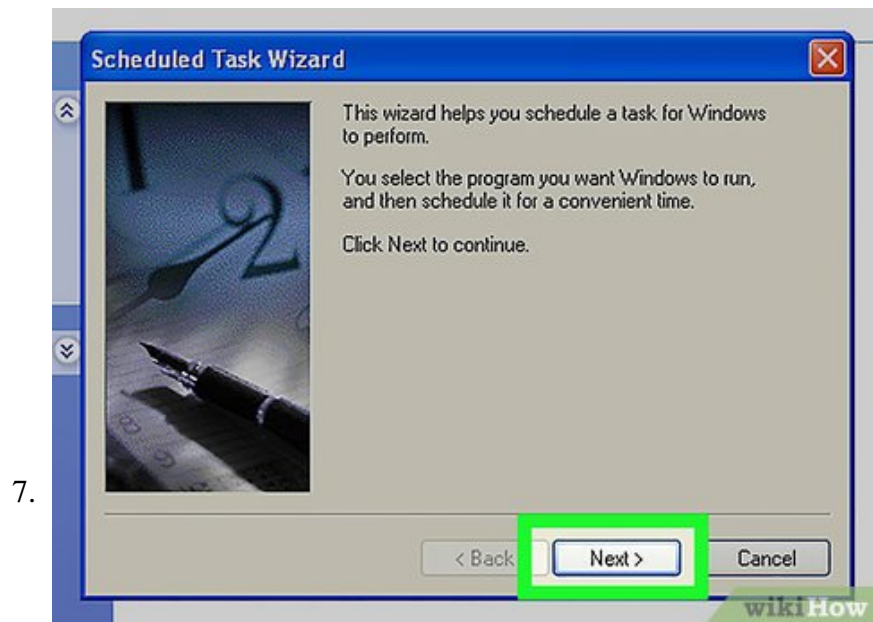 Scheduled Task Wizard
This wizard helps you schedule a task for Windows
to perform.
You select the program you want Windows to run,
and then schedule it for a convenient time.
Click Next to continue.
2
7.
< Back
Next >
Cancel
wikiHow